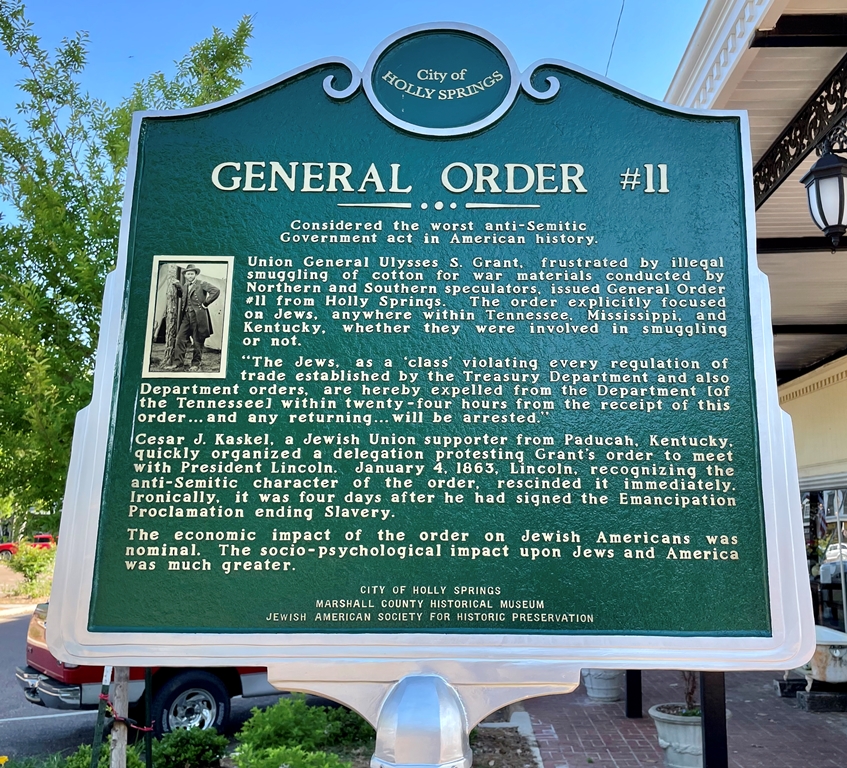 City of
HOLLY SPRINGS
GENERAL ORDER #11
Considered the worst anti-Semitic
Government act in American history.
Union General Ulysses S. Grant, frustrated by illegal
smuggling of cotton for war materials conducted by
Northern and Southern speculators, issued General Order
#11 from Holly Springs. The order explicitly focused
on Jews, anywhere within Tennessee, Mississippi, and
Kentucky, whether they were involved in smuggling
or not.
"The Jews, as a 'class' violating every regulation of
trade established by the Treasury Department and also
Department orders, are hereby expelled from the Department [of
the Tennessee] within twenty-four hours from the receipt of this
order...and any returning...will be arrested."
Cesar J. Kaskel, a Jewish Union supporter from Paducah, Kentucky,
quickly organized a delegation protesting Grant's order to meet
with President Lincoln. January 4, 1863, Lincoln, recognizing the
anti-Semitic character of the order, rescinded it immediately.
Ironically, it was four days after he had signed the Emancipation
Proclamation ending Slavery.
The economic impact of the order on Jewish Americans was
nominal. The socio-psychological impact upon Jews and America
was much greater.
CITY OF HOLLY SPRINGS
MARSHALL COUNTY HISTORICAL MUSEUM
JEWISH AMERICAN SOCIETY FOR HISTORIC PRESERVATION